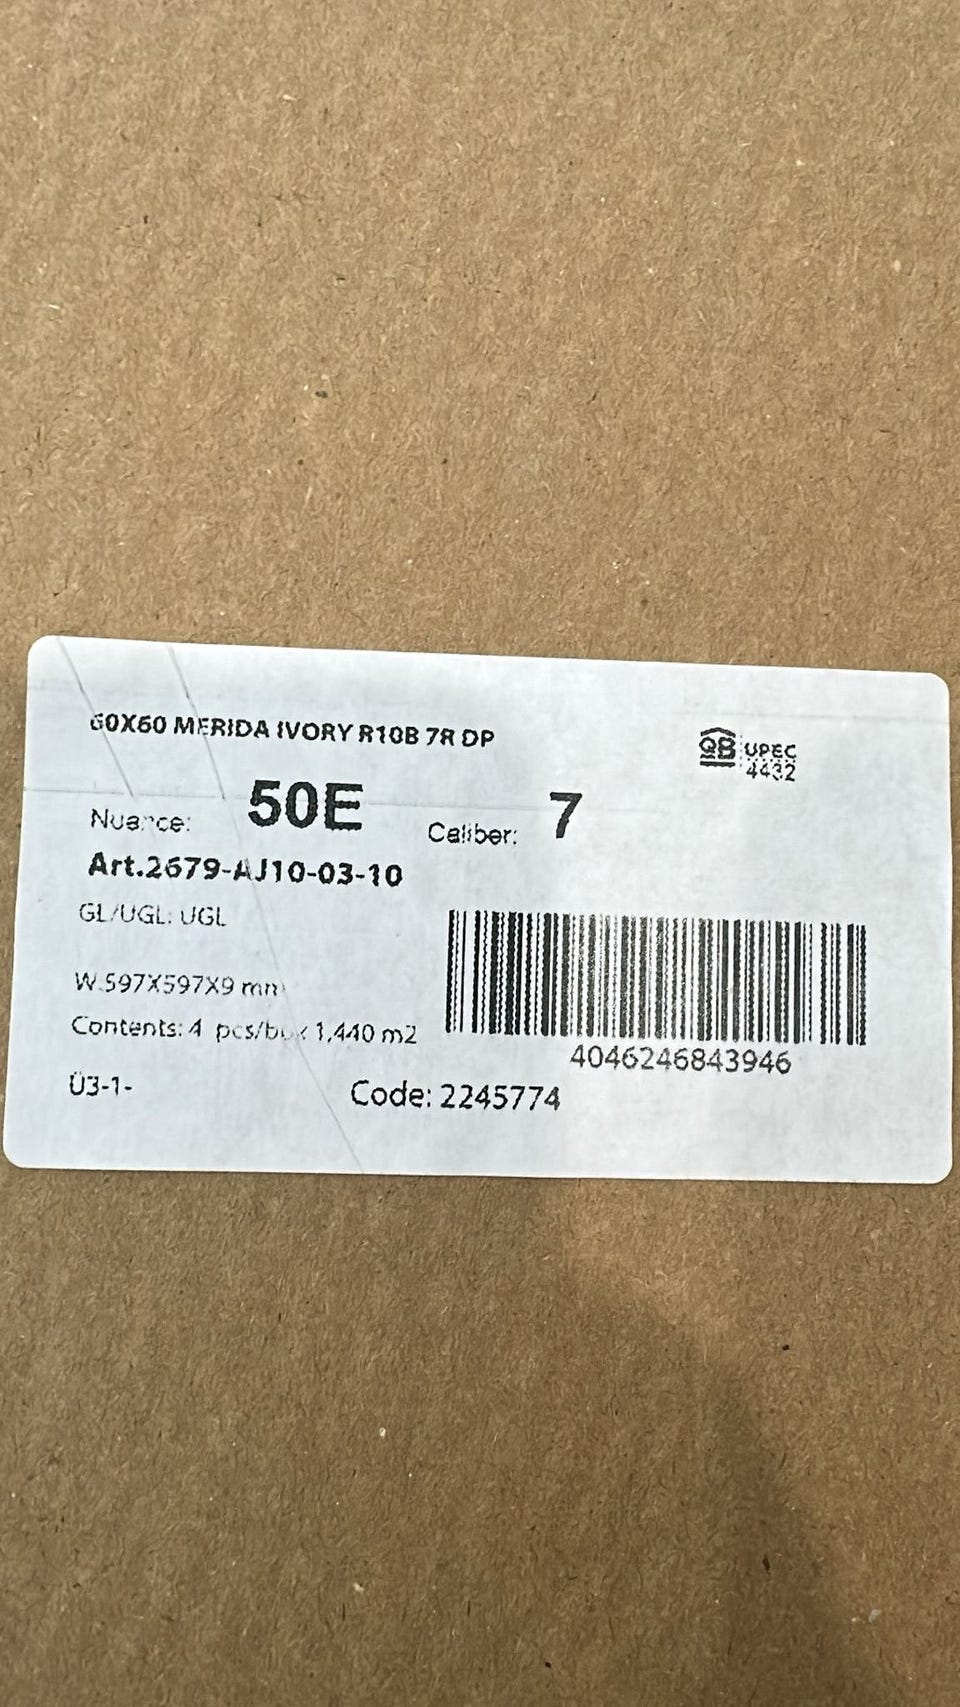 60X60 MERIDA IVORY R10B 7R DP
QB UPEC
4432
Nuance: 50E Caliber: 7
Art.2679-AJ10-03-10
GL/UGL: UGL
W.597X597X9 mm
Contents: 4 pcs/box 1,440 m2
4046246843946
Ü3-1-
Code: 2245774